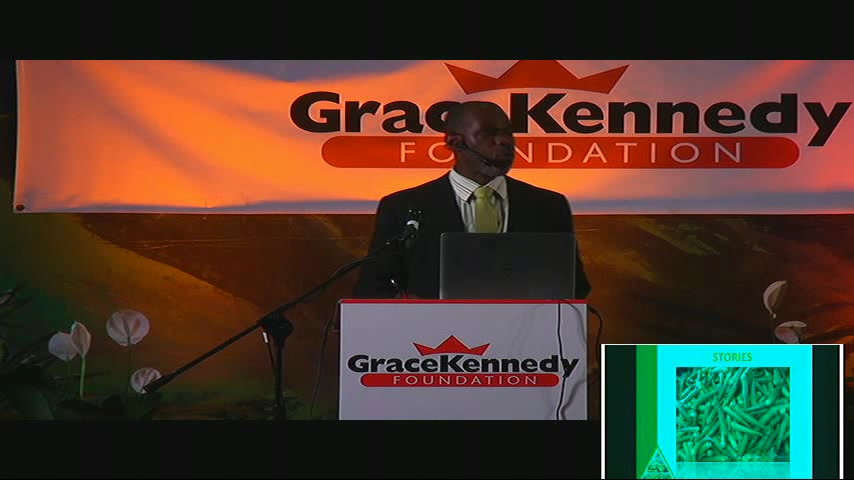 GraceKennedy
FOUNDATION
GraceKennedy
FOUNDATION
STORIES